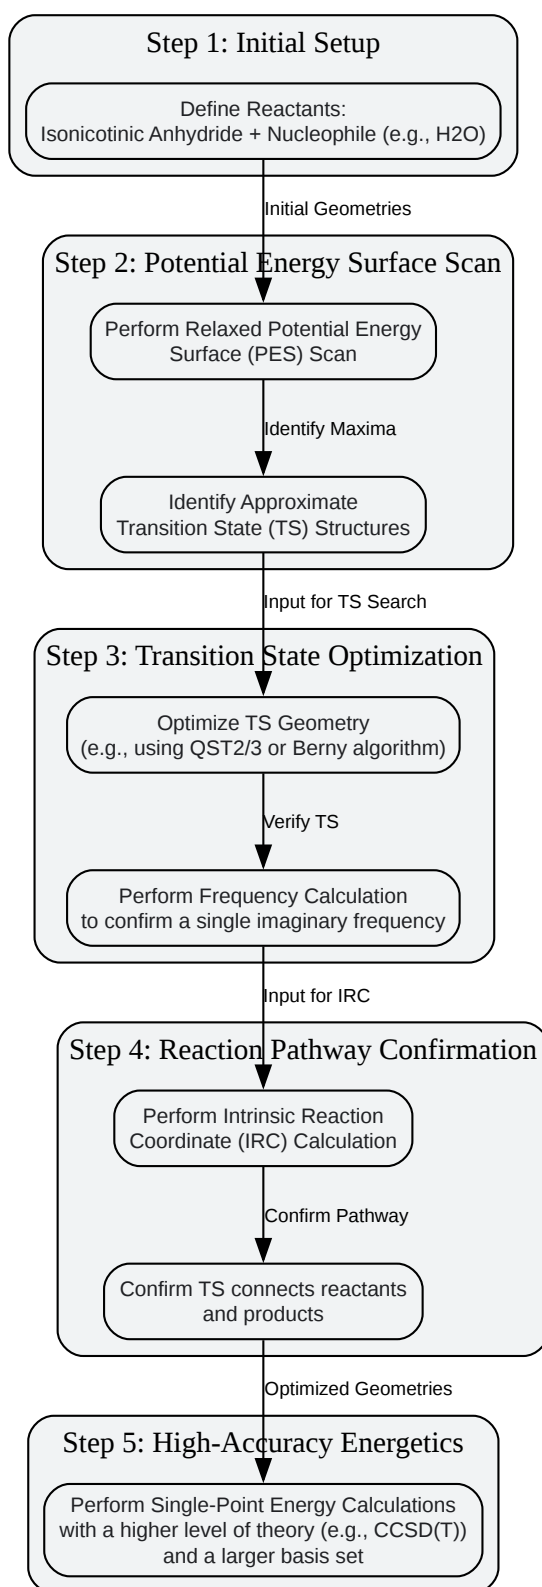 Step 1: Initial Setup
Define Reactants:
Isonicotinic Anhydride + Nucleophile (e.g., H2O)
Initial Geometries
Step 2: Potential Energy Surface Scan
Perform Relaxed Potential Energy
Surface (PES) Scan
Identify Maxima
Identify Approximate
Transition State (TS) Structures
Input for TS Search
Step 3: Transition State Optimization
Optimize TS Geometry
(e.g., using QST2/3 or Berny algorithm)
Verify TS
Perform Frequency Calculation
to confirm a single imaginary frequency
Input for IRC
Step 4: Reaction Pathway Confirmation
Perform Intrinsic Reaction
Coordinate (IRC) Calculation
Confirm Pathway
Confirm TS connects reactants
and products
Optimized Geometries
Step 5: High-Accuracy Energetics
Perform Single-Point Energy Calculations
with a higher level of theory (e.g., CCSD(T))
and a larger basis set